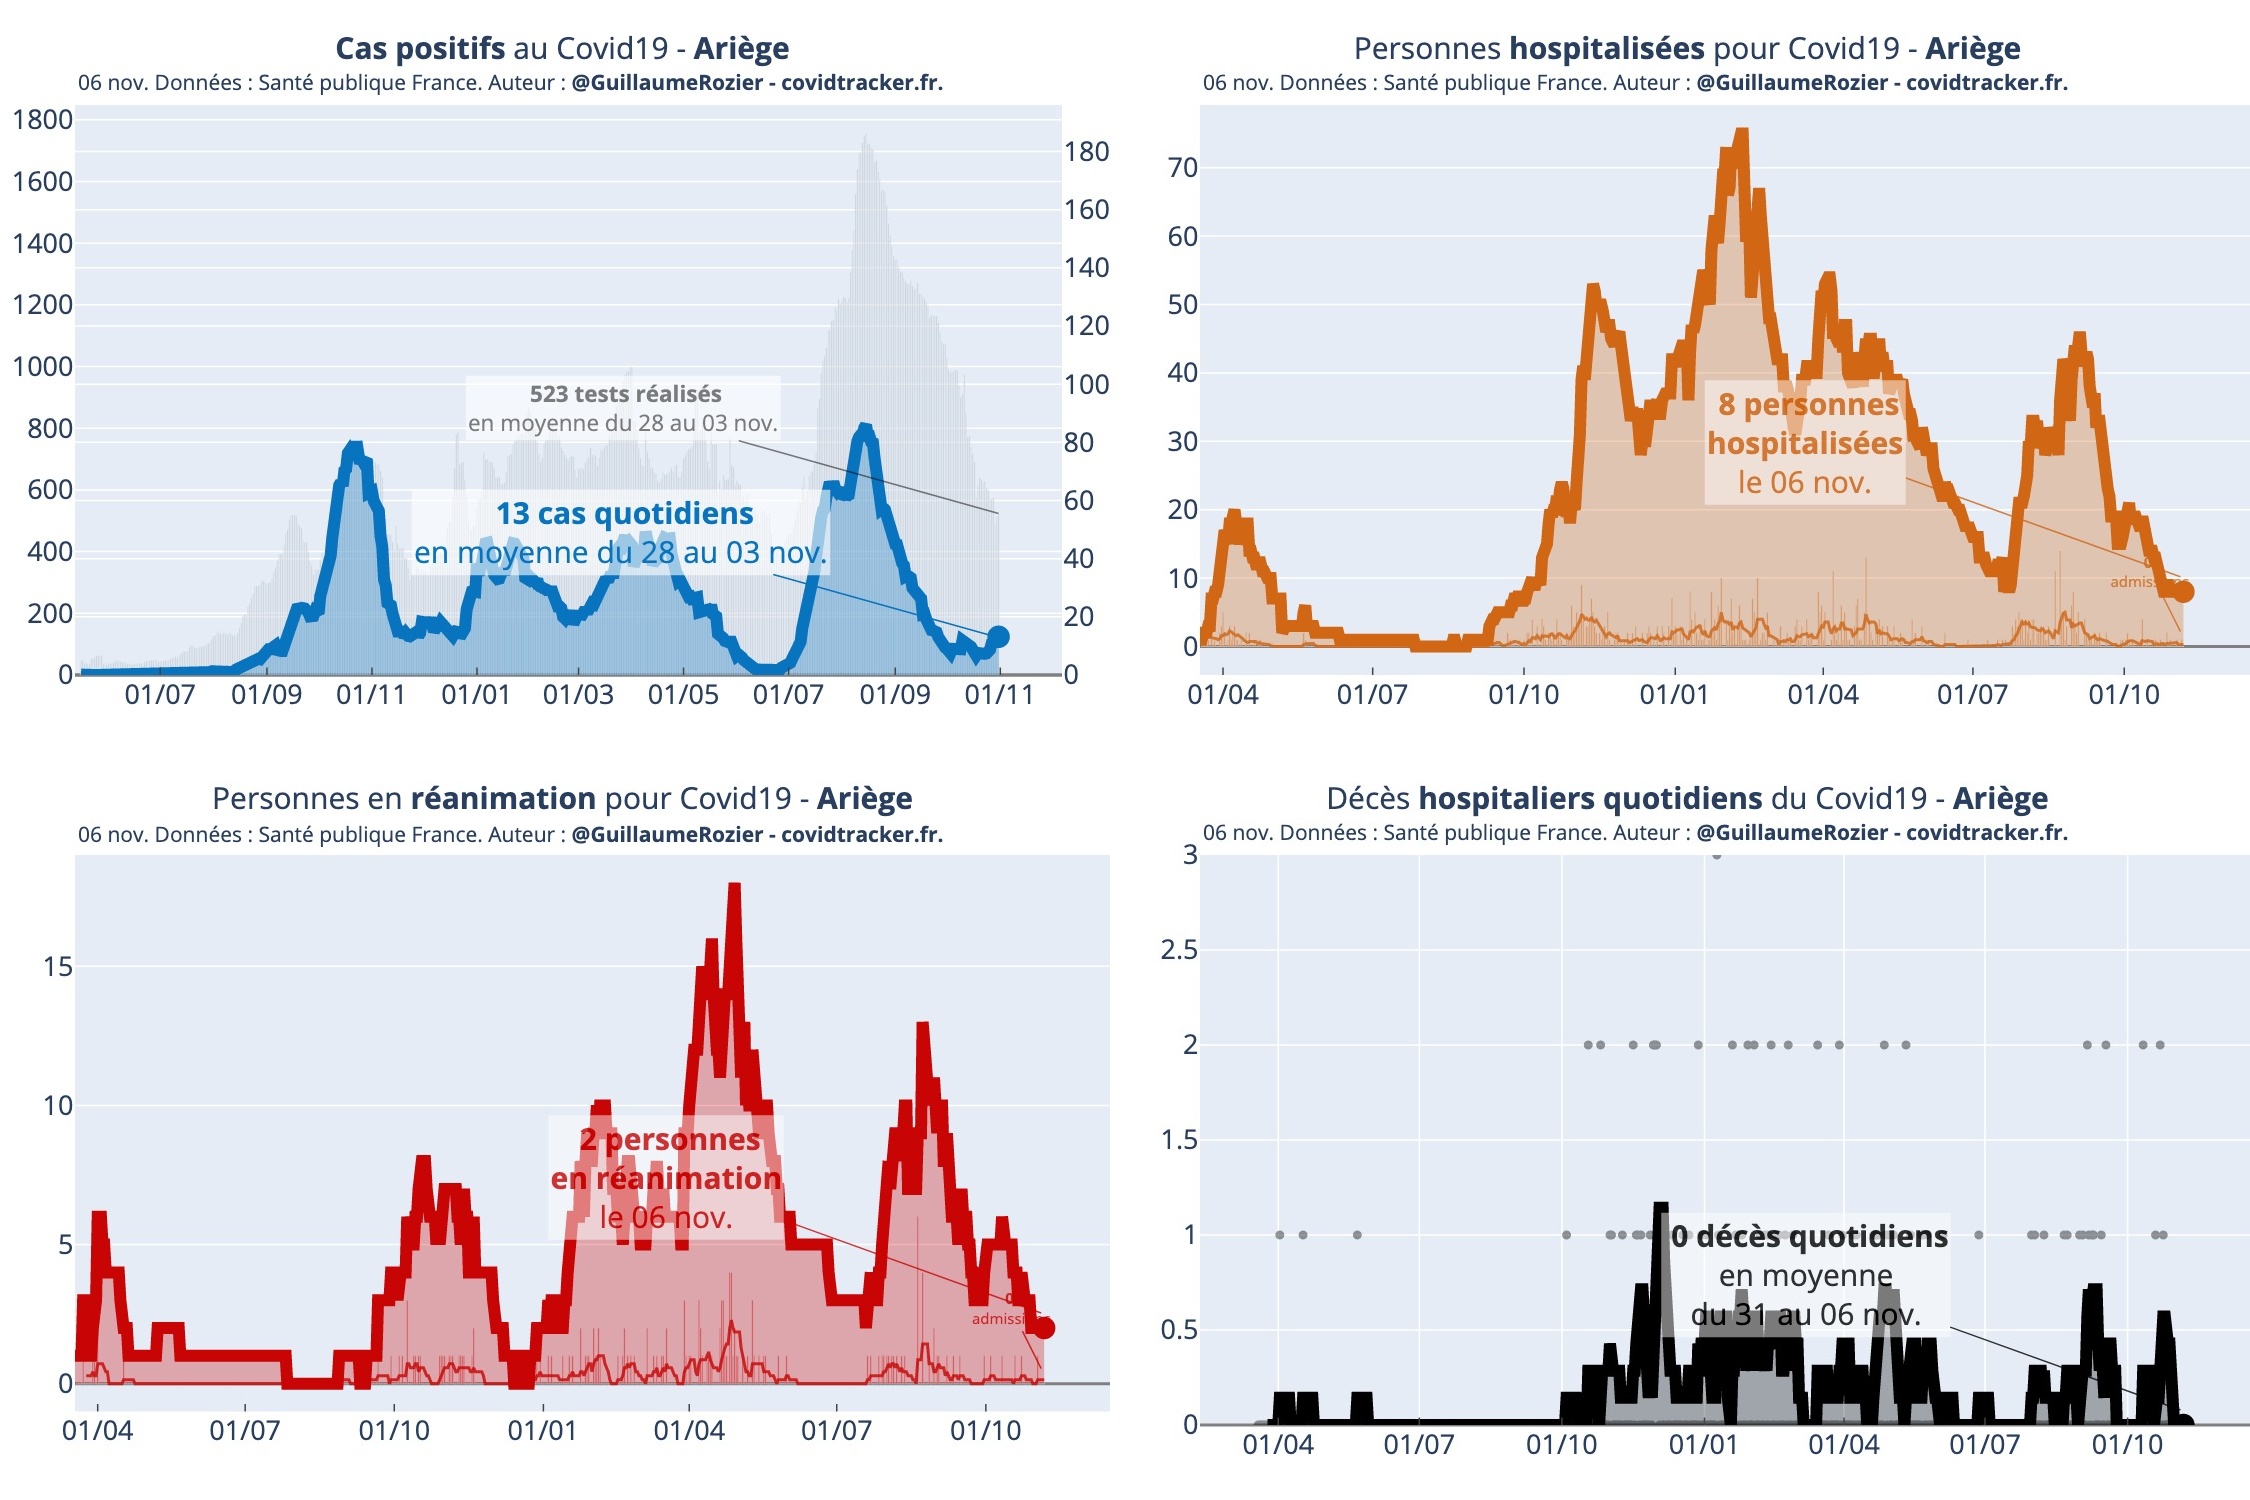 Cas positifs au Covid19 - Ariège
06 nov. Données : Santé publique France. Auteur : @GuillaumeRozier - covidtracker.fr.
1800
1600
1400
1200
1000
800
600
400
200
0
180
160
140
120
100
80
60
40
20
0
523 tests réalisés
en moyenne du 28 au 03 nov.
13 cas quotidiens
en moyenne du 28 au 03 nov.
01/07 01/09 01/11 01/01 01/03 01/05 01/07 01/09 01/11
Personnes hospitalisées pour Covid19 - Ariège
06 nov. Données : Santé publique France. Auteur : @GuillaumeRozier - covidtracker.fr.
70
60
50
40
30
20
10
0
8 personnes
hospitalisées
le 06 nov.
01/04 01/07 01/10 01/01 01/04 01/07 01/10
Personnes en réanimation pour Covid19 - Ariège
06 nov. Données : Santé publique France. Auteur : @GuillaumeRozier - covidtracker.fr.
15
10
5
0
2 personnes
en réanimation
le 06 nov.
01/04 01/07 01/10 01/01 01/04 01/07 01/10
Décès hospitaliers quotidiens du Covid19 - Ariège
06 nov. Données : Santé publique France. Auteur : @GuillaumeRozier - covidtracker.fr.
3
2.5
2
1.5
1
0.5
0
0 décès quotidiens
en moyenne
du 31 au 06 nov.
01/04 01/07 01/10 01/01 01/04 01/07 01/10